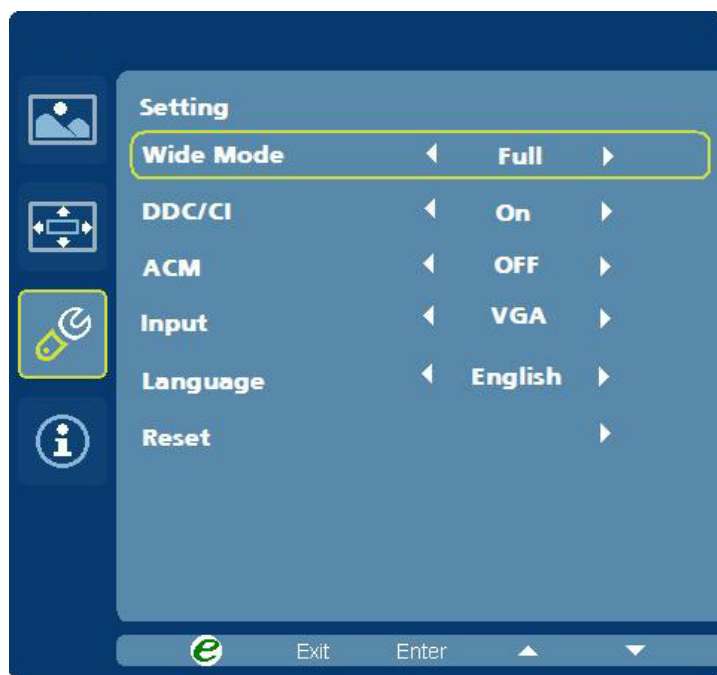 Setting
Wide Mode Full
DDC/CI On
ACM OFF
Input VGA
Language English
Reset
e Exit Enter